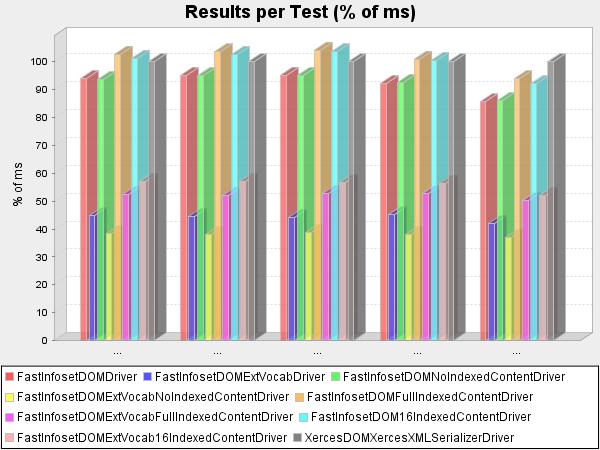 Results per Test (% of ms)
% of ms
100
90
80
70
60
50
40
30
20
10
0
... ... ... ... ...
FastInfosetDOMDriver FastInfosetDOMExtVocabDriver FastInfosetDOMNoIndexedContentDriver
FastInfosetDOMExtVocabNoIndexedContentDriver FastInfosetDOMFullIndexedContentDriver
FastInfosetDOMExtVocabFullIndexedContentDriver FastInfosetDOM16IndexedContentDriver
FastInfosetDOMExtVocab16IndexedContentDriver XercesDOMXercesXMLSerializerDriver